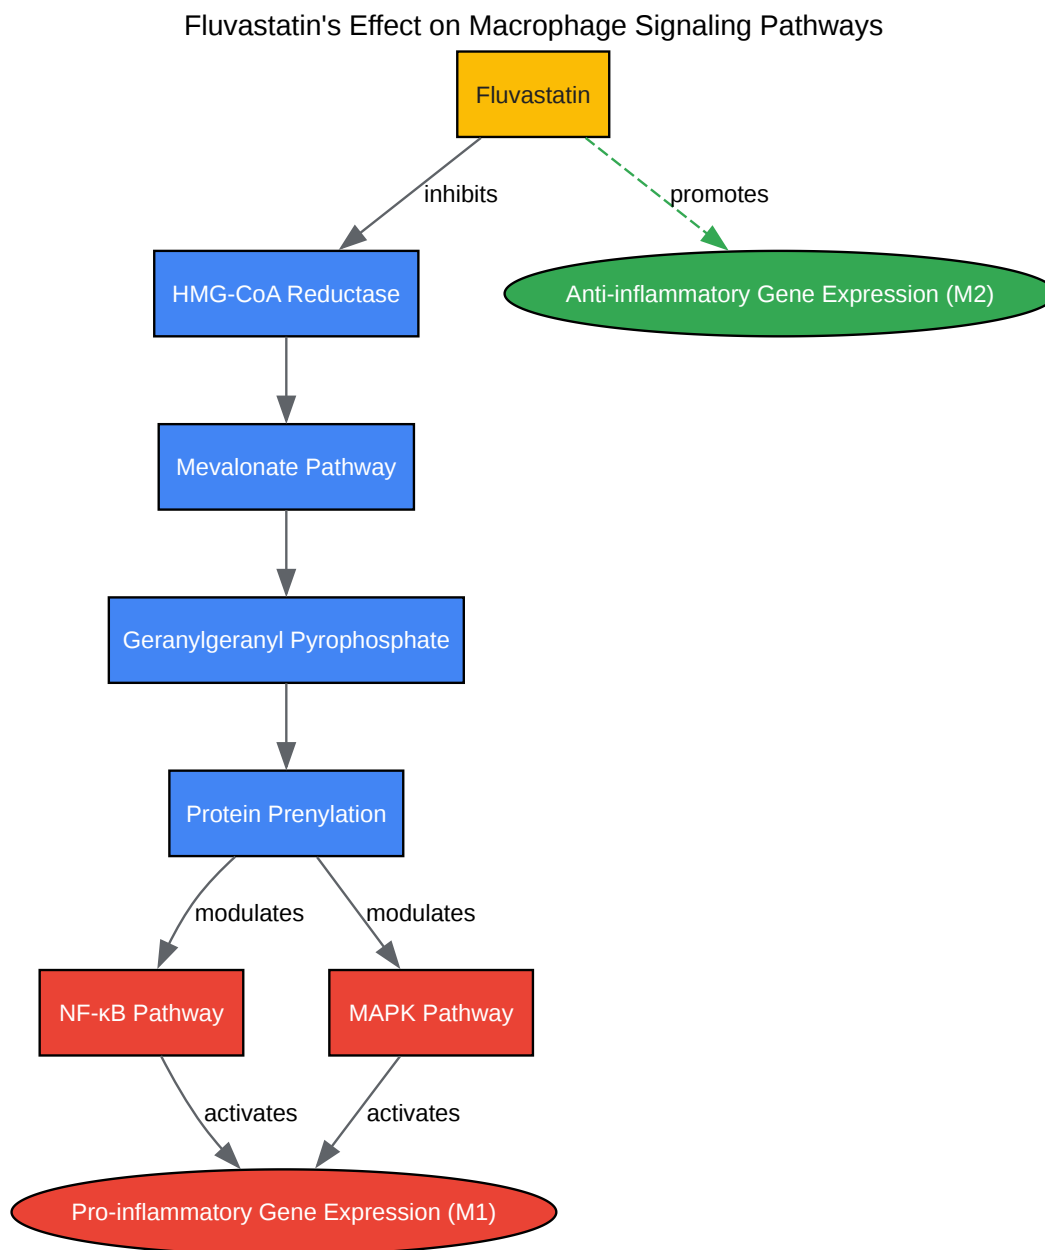 Fluvastatin's Effect on Macrophage Signaling Pathways
Fluvastatin
inhibits
promotes
HMG-CoA Reductase
Anti-inflammatory Gene Expression (M2)
Mevalonate Pathway
Geranylgeranyl Pyrophosphate
Protein Prenylation
modulates
modulates
NF-κB Pathway
MAPK Pathway
activates
activates
Pro-inflammatory Gene Expression (M1)